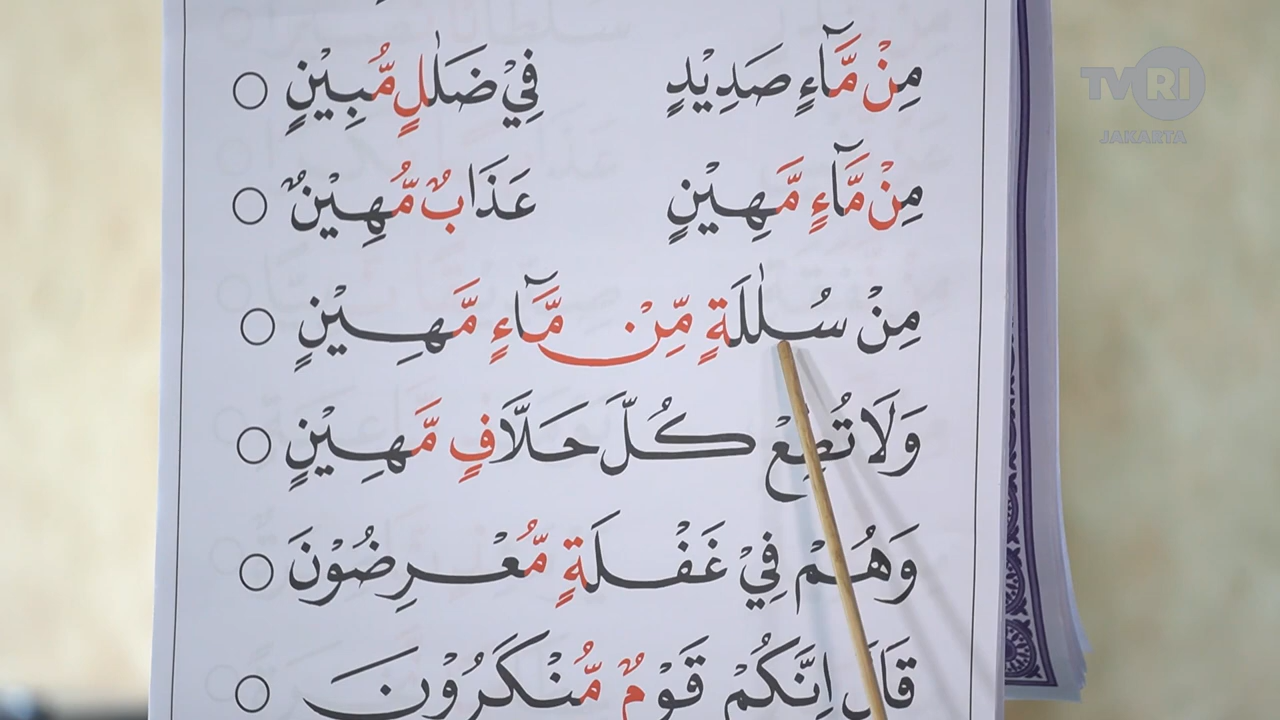 TVRI
JAKARTA
مِنْ مَّآءٍ صَدِيْدٍ فِيْ ضَلٰلٍ مُّبِيْنٍ ○
مِنْ مَّآءٍ مَّهِيْنٍ عَذَابٌ مُّهِيْنٌ ○
مِنْ سُلٰلَةٍ مِّنْ مَّآءٍ مَّهِيْنٍ ○
وَلَا تُطِعْ كُلَّ حَلَّافٍ مَّهِيْنٍ ○
وَهُمْ فِيْ غَفْلَةٍ مُّعْرِضُوْنَ ○
قَالَ اِنَّكُمْ قَوْمٌ مُّنْكَرُوْنَ ○